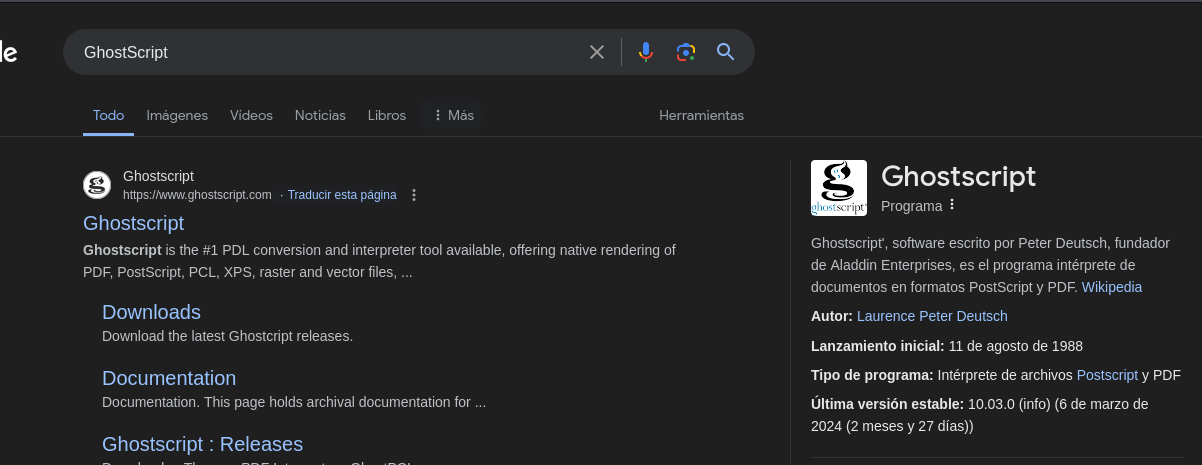 le
GhostScript
Todo Imágenes Videos Noticias Libros Más Herramientas
Ghostscript
https://www.ghostscript.com · Traducir esta página
Ghostscript
Ghostscript is the #1 PDL conversion and interpreter tool available, offering native rendering of
PDF, PostScript, PCL, XPS, raster and vector files, ...
Downloads
Download the latest Ghostcript releases.
Documentation
Documentation. This page holds archival documentation for ...
Ghostscript : Releases
ghostscript
Ghostscript
Programa
Ghostscript', software escrito por Peter Deutsch, fundador
de Aladdin Enterprises, es el programa intérprete de
documentos en formatos PostScript y PDF. Wikipedia
Autor: Laurence Peter Deutsch
Lanzamiento inicial: 11 de agosto de 1988
Tipo de programa: Intérprete de archivos Postscript y PDF
Última versión estable: 10.03.0 (info) (6 de marzo de
2024 (2 meses y 27 días))